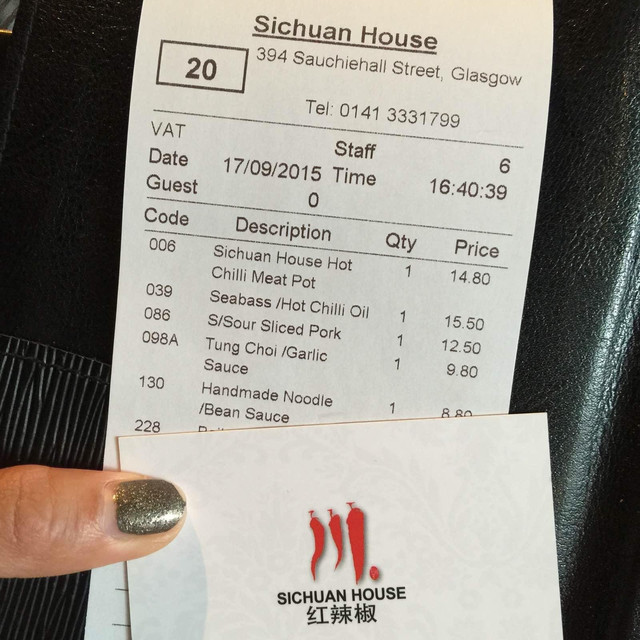 Sichuan House
20
394 Sauchiehall Street, Glasgow
Tel: 0141 3331799
VAT Staff 6
Date 17/09/2015 Time 16:40:39
Guest 0
Code Description Qty Price
006 Sichuan House Hot 1 14.80
Chilli Meat Pot
039 Seabass /Hot Chilli Oil 1 15.50
086 S/Sour Sliced Pork 1 12.50
098A Tung Choi /Garlic 1 9.80
Sauce
130 Handmade Noodle 1 8.80
/Bean Sauce
228
SICHUAN HOUSE
红辣椒